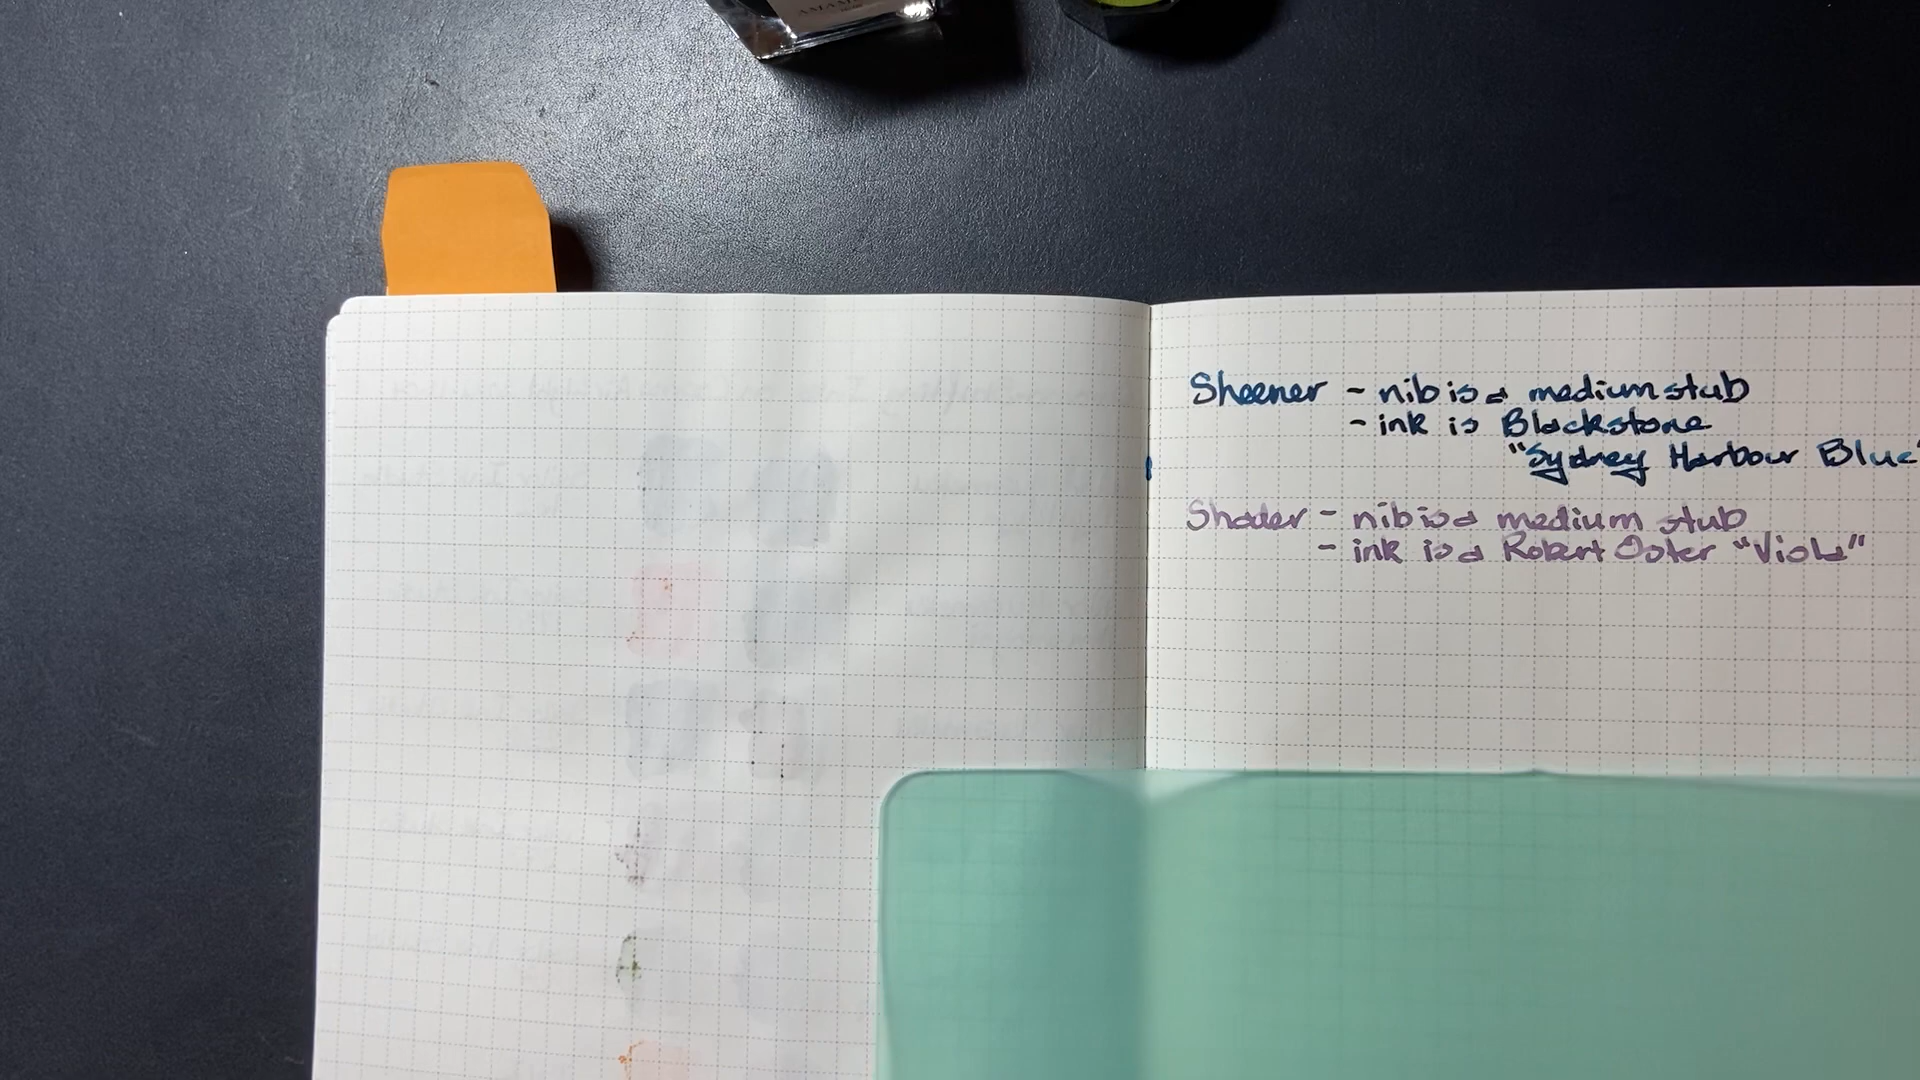 Sheener - nib is a medium stub
- ink is Blackstone
"Sydney Harbour Blue"
Shader - nib is a medium stub
- ink is a Robert Oster "Viola"